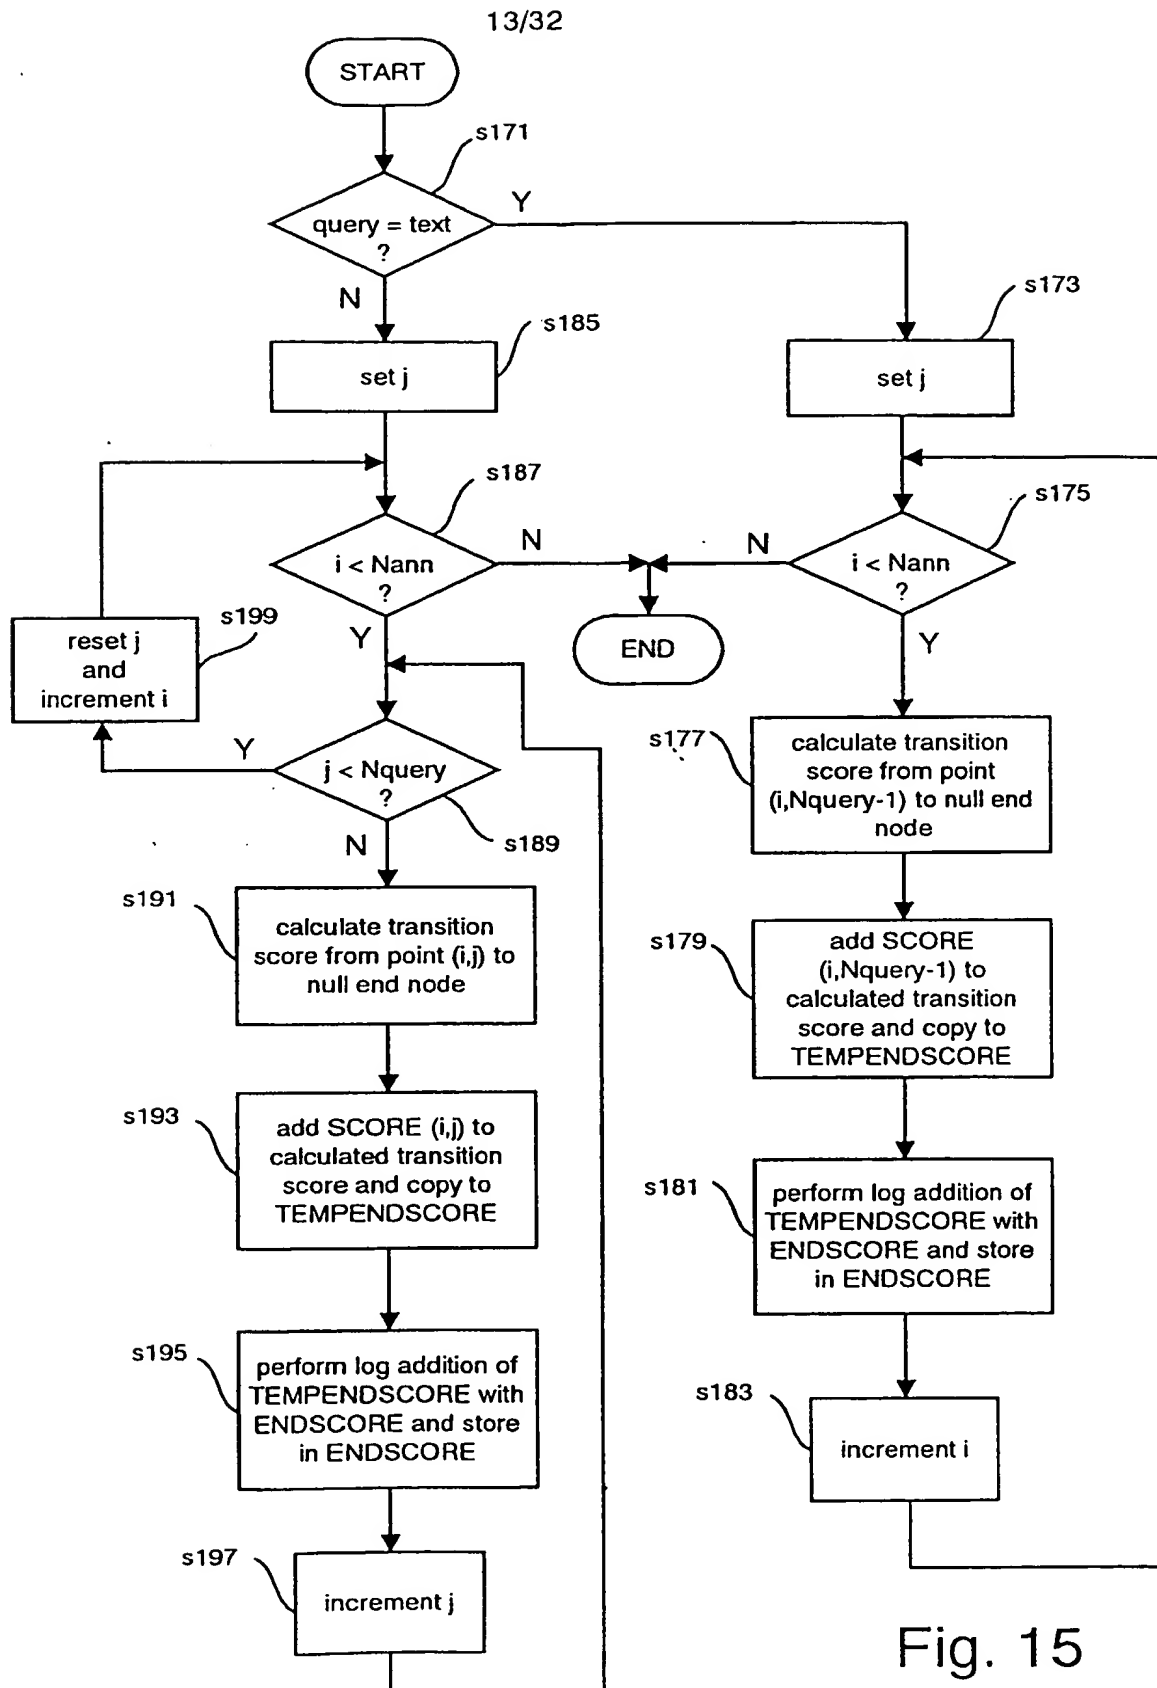 13/32
START
s171
query = text
?
Y
N
s185
set j
s173
set j
s187
i < Nann
?
N
Y
s175
i < Nann
?
N
Y
END
s199
reset j
and
increment i
j < Nquery
?
Y
N
s189
s177
calculate transition
score from point
(i,Nquery-1) to null end
node
s191
calculate transition
score from point (i,j) to
null end node
s179
add SCORE
(i,Nquery-1) to
calculated transition
score and copy to
TEMPENDSCORE
s193
add SCORE (i,j) to
calculated transition
score and copy to
TEMPENDSCORE
s181
perform log addition of
TEMPENDSCORE with
ENDSCORE and store
in ENDSCORE
s195
perform log addition of
TEMPENDSCORE with
ENDSCORE and store
in ENDSCORE
s183
increment i
s197
increment j
Fig. 15